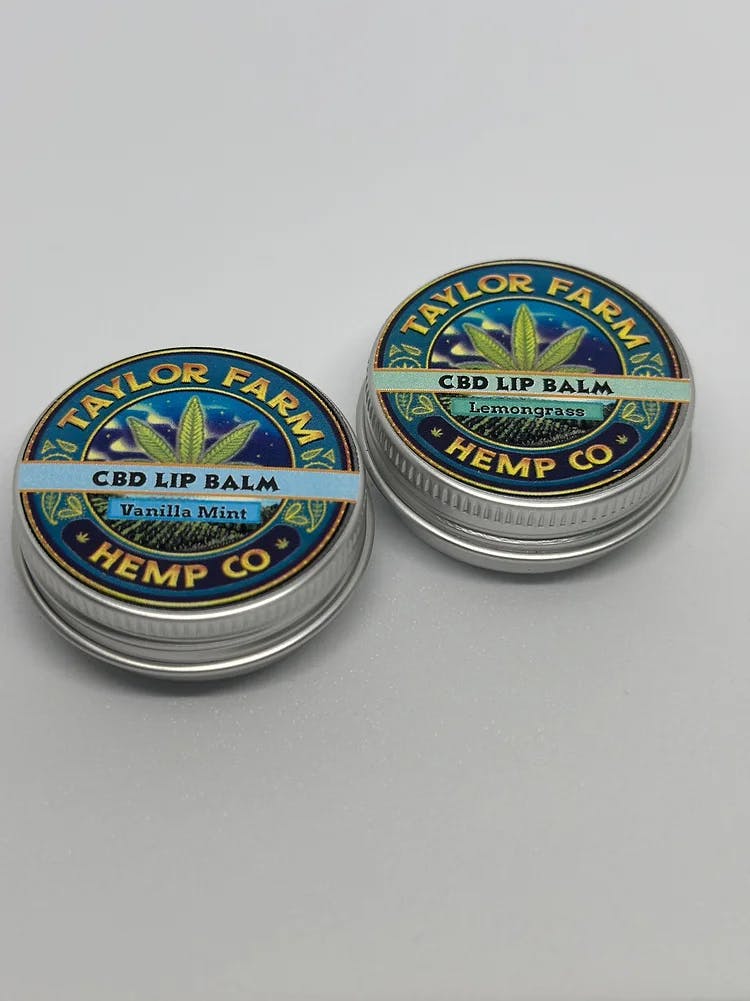 TAYLOR FARM
CBD LIP BALM
Vanilla Mint
HEMP CO
TAYLOR FARM
CBD LIP BALM
Lemongrass
HEMP CO